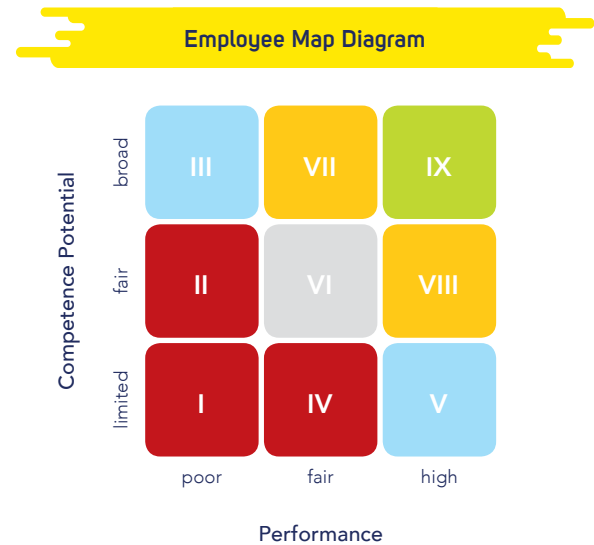 Employee Map Diagram
Competence Potential
broad
III
VII
IX
fair
II
VI
VIII
limited
I
IV
V
poor
fair
high
Performance